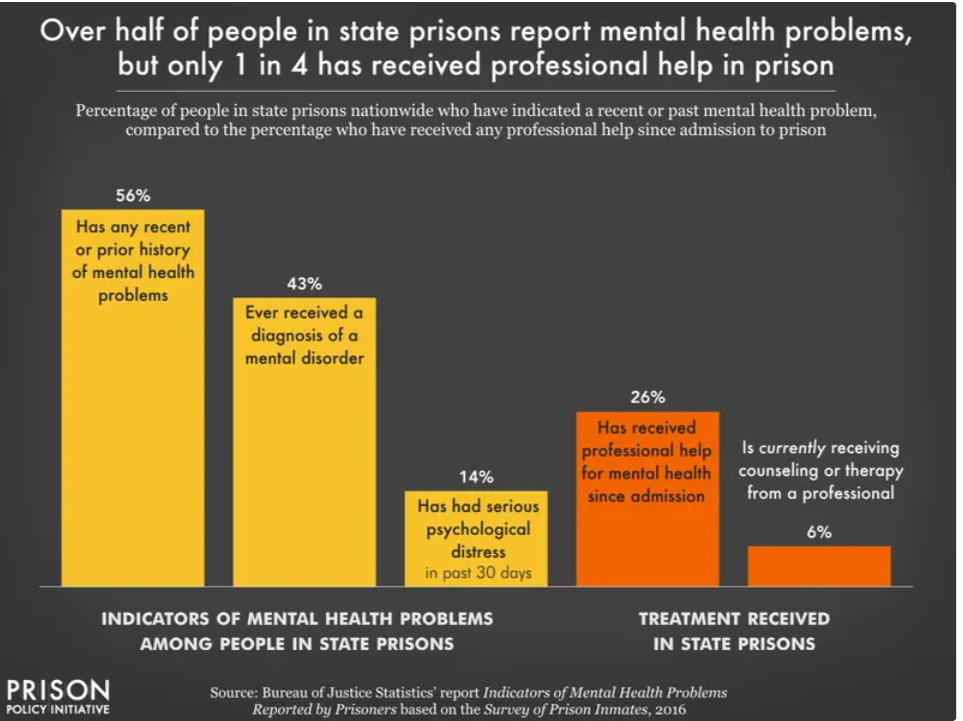 Over half of people in state prisons report mental health problems,
but only 1 in 4 has received professional help in prison
Percentage of people in state prisons nationwide who have indicated a recent or past mental health problem,
compared to the percentage who have received any professional help since admission to prison
56%
Has any recent
or prior history
of mental health
problems
43%
Ever received a
diagnosis of a
mental disorder
14%
Has had serious
psychological
distress
in past 30 days
26%
Has received
professional help
for mental health
since admission
Is currently receiving
counseling or therapy
from a professional
6%
INDICATORS OF MENTAL HEALTH PROBLEMS
AMONG PEOPLE IN STATE PRISONS
TREATMENT RECEIVED
IN STATE PRISONS
PRISON
POLICY INITIATIVE
Source: Bureau of Justice Statistics' report Indicators of Mental Health Problems
Reported by Prisoners based on the Survey of Prison Inmates, 2016